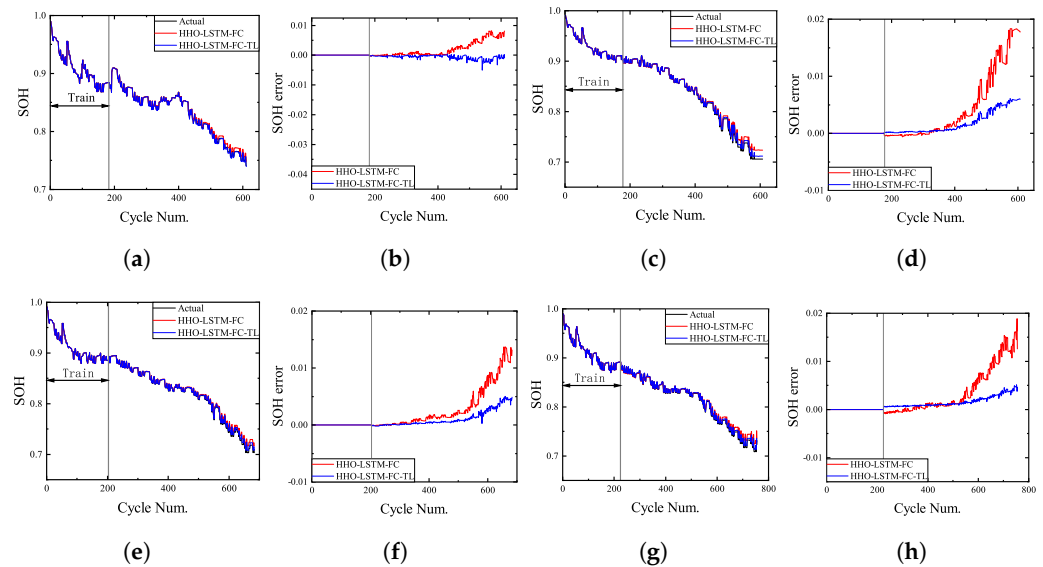 1.0
0.9
0.8
0.7
SOH
Actual
HHO-LSTM-FC
HHO-LSTM-FC-TL
Train
0 200 400 600
Cycle Num.
(a)
0.01
0.00
-0.01
-0.02
-0.03
-0.04
SOH error
HHO-LSTM-FC
HHO-LSTM-FC-TL
0 200 400 600
Cycle Num.
(b)
1.0
0.9
0.8
0.7
SOH
Actual
HHO-LSTM-FC
HHO-LSTM-FC-TL
Train
0 200 400 600
Cycle Num.
(c)
0.02
0.01
0.00
-0.01
SOH error
HHO-LSTM-FC
HHO-LSTM-FC-TL
0 200 400 600
Cycle Num.
(d)
1.0
0.9
0.8
0.7
SOH
Actual
HHO-LSTM-FC
HHO-LSTM-FC-TL
Train
0 200 400 600
Cycle Num.
(e)
0.02
0.01
0.00
-0.01
SOH error
HHO-LSTM-FC
HHO-LSTM-FC-TL
0 200 400 600
Cycle Num.
(f)
1.0
0.9
0.8
0.7
SOH
Actual
HHO-LSTM-FC
HHO-LSTM-FC-TL
Train
0 200 400 600 800
Cycle Num.
(g)
0.02
0.01
0.00
-0.01
SOH error
HHO-LSTM-FC
HHO-LSTM-FC-TL
0 200 400 600 800
Cycle Num.
(h)